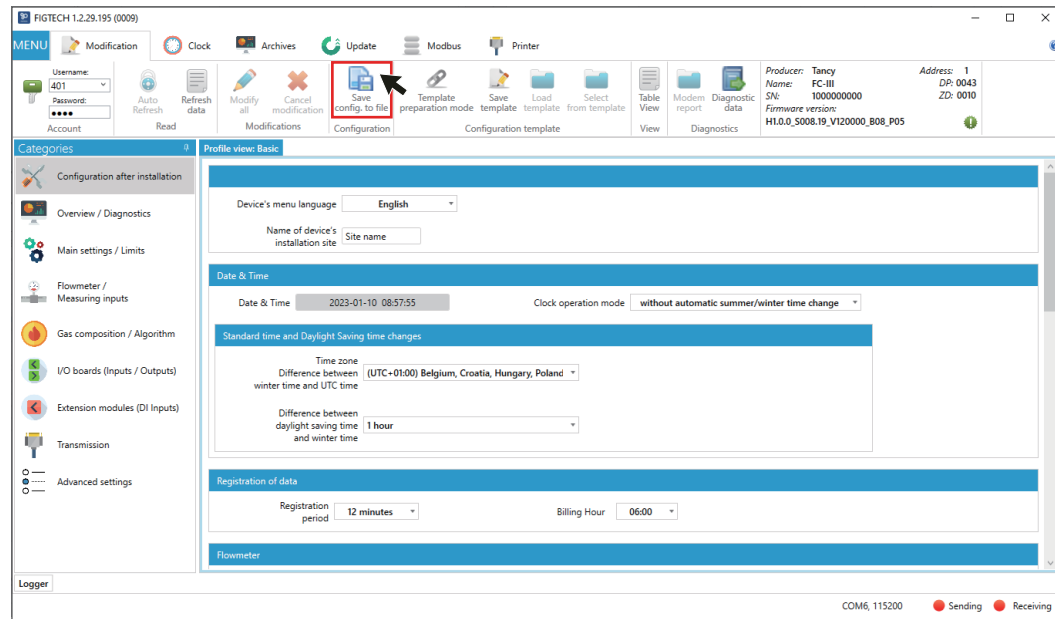 FIGTECH 1.2.29.195 (0009)
MENU Modification Clock Archives Update Modbus Printer
Username:
401
Password:
••••
Account
Auto Refresh
Refresh data
Read
Modify all
Cancel modification
Modifications
Save config. to file
Configuration
Template preparation mode
Save template
Load template
Select from template
Configuration template
Table View
View
Modem report
Diagnostic data
Diagnostics
Producer: Tancy
Name: FC-III
SN: 1000000000
Firmware version:
H1.0.0_S008.19_V120000_B08_P05
Address: 1
DP: 0043
ZD: 0010
Categories
Configuration after installation
Overview / Diagnostics
Main settings / Limits
Flowmeter /
Measuring inputs
Gas composition / Algorithm
I/O boards (Inputs / Outputs)
Extension modules (DI Inputs)
Transmission
Advanced settings
Profile view: Basic
Device's menu language English
Name of device's
installation site Site name
Date & Time
Date & Time 2023-01-10 08:57:55 Clock operation mode without automatic summer/winter time change
Standard time and Daylight Saving time changes
Time zone
Difference between (UTC+01:00) Belgium, Croatia, Hungary, Poland
winter time and UTC time
Difference between
daylight saving time 1 hour
and winter time
Registration of data
Registration
period 12 minutes Billing Hour 06:00
Flowmeter
Logger
COM6, 115200 Sending Receiving